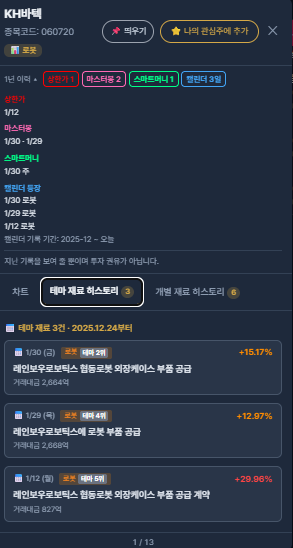 KH바텍
종목코드: 060720
📌 띄우기
⭐ 나의 관심주에 추가
📊 로봇
1년 이력 ▲ 상한가 1 마스터봉 2 스마트머니 1 캘린더 3일
상한가
1/12
마스터봉
1/30 · 1/29
스마트머니
1/30 주
캘린더 등장
1/30 로봇
1/29 로봇
1/12 로봇
캘린더 기록 기간: 2025-12 ~ 오늘
지난 기록을 보여 줄 뿐이며 투자 권유가 아닙니다.
차트 테마 재료 히스토리 3 개별 재료 히스토리 6
테마 재료 3건 · 2025.12.24부터
1/30 (금) 로봇 테마 2위 +15.17%
레인보우로보틱스 협동로봇 외장케이스 부품 공급
거래대금 2,664억
1/29 (목) 로봇 테마 4위 +12.97%
레인보우로보틱스에 로봇 부품 공급
거래대금 2,668억
1/12 (월) 로봇 테마 5위 +29.96%
레인보우로보틱스 협동로봇 외장케이스 부품 공급 계약
거래대금 827억
1 / 13